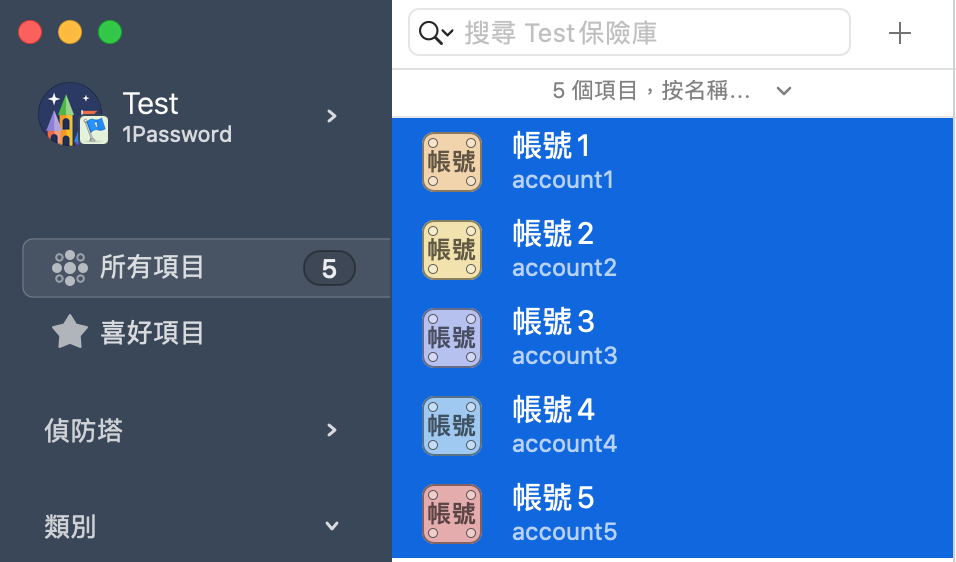 Test
1Password
所有項目
5
喜好項目
偵防塔
類別
搜尋 Test保險庫
5 個項目，按名稱...
帳號
帳號 1
account1
帳號
帳號 2
account2
帳號
帳號 3
account3
帳號
帳號 4
account4
帳號
帳號 5
account5